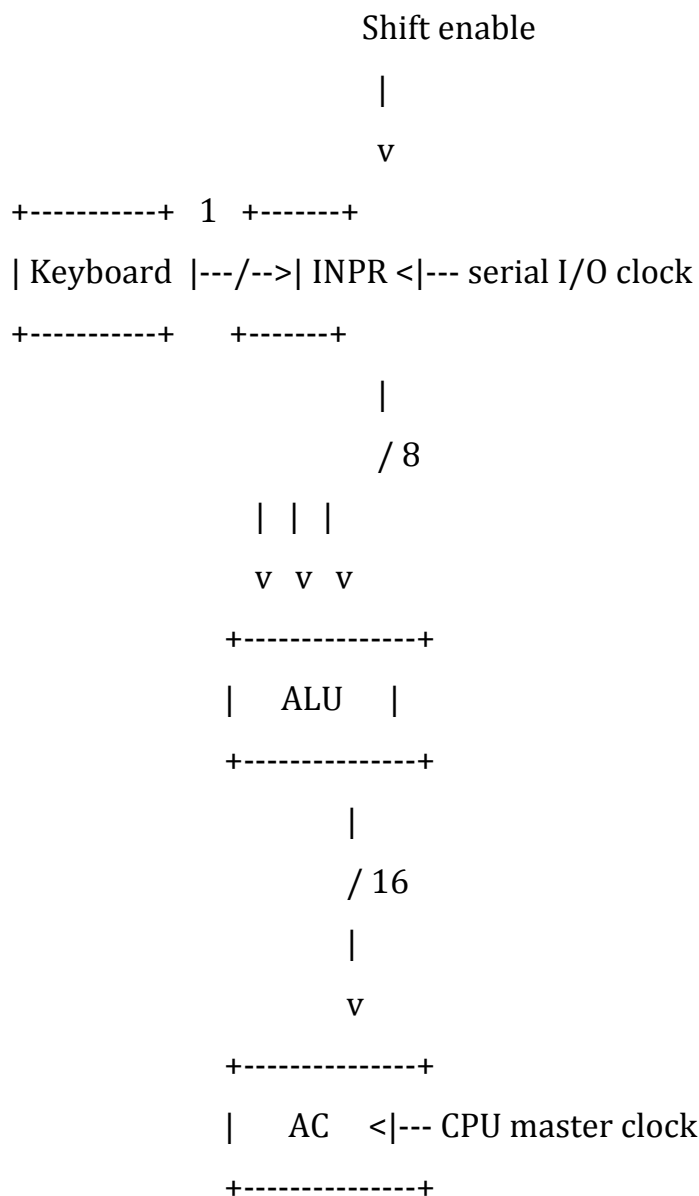 Shift enable
|
v
+-----------+ 1 +-------+
| Keyboard |---/-->| INPR <|--- serial I/O clock
+-----------+ +-------+
|
/ 8
| | |
v v v
+---------------+
| ALU |
+---------------+
|
/ 16
|
v
+---------------+
| AC <|--- CPU master clock
+---------------+